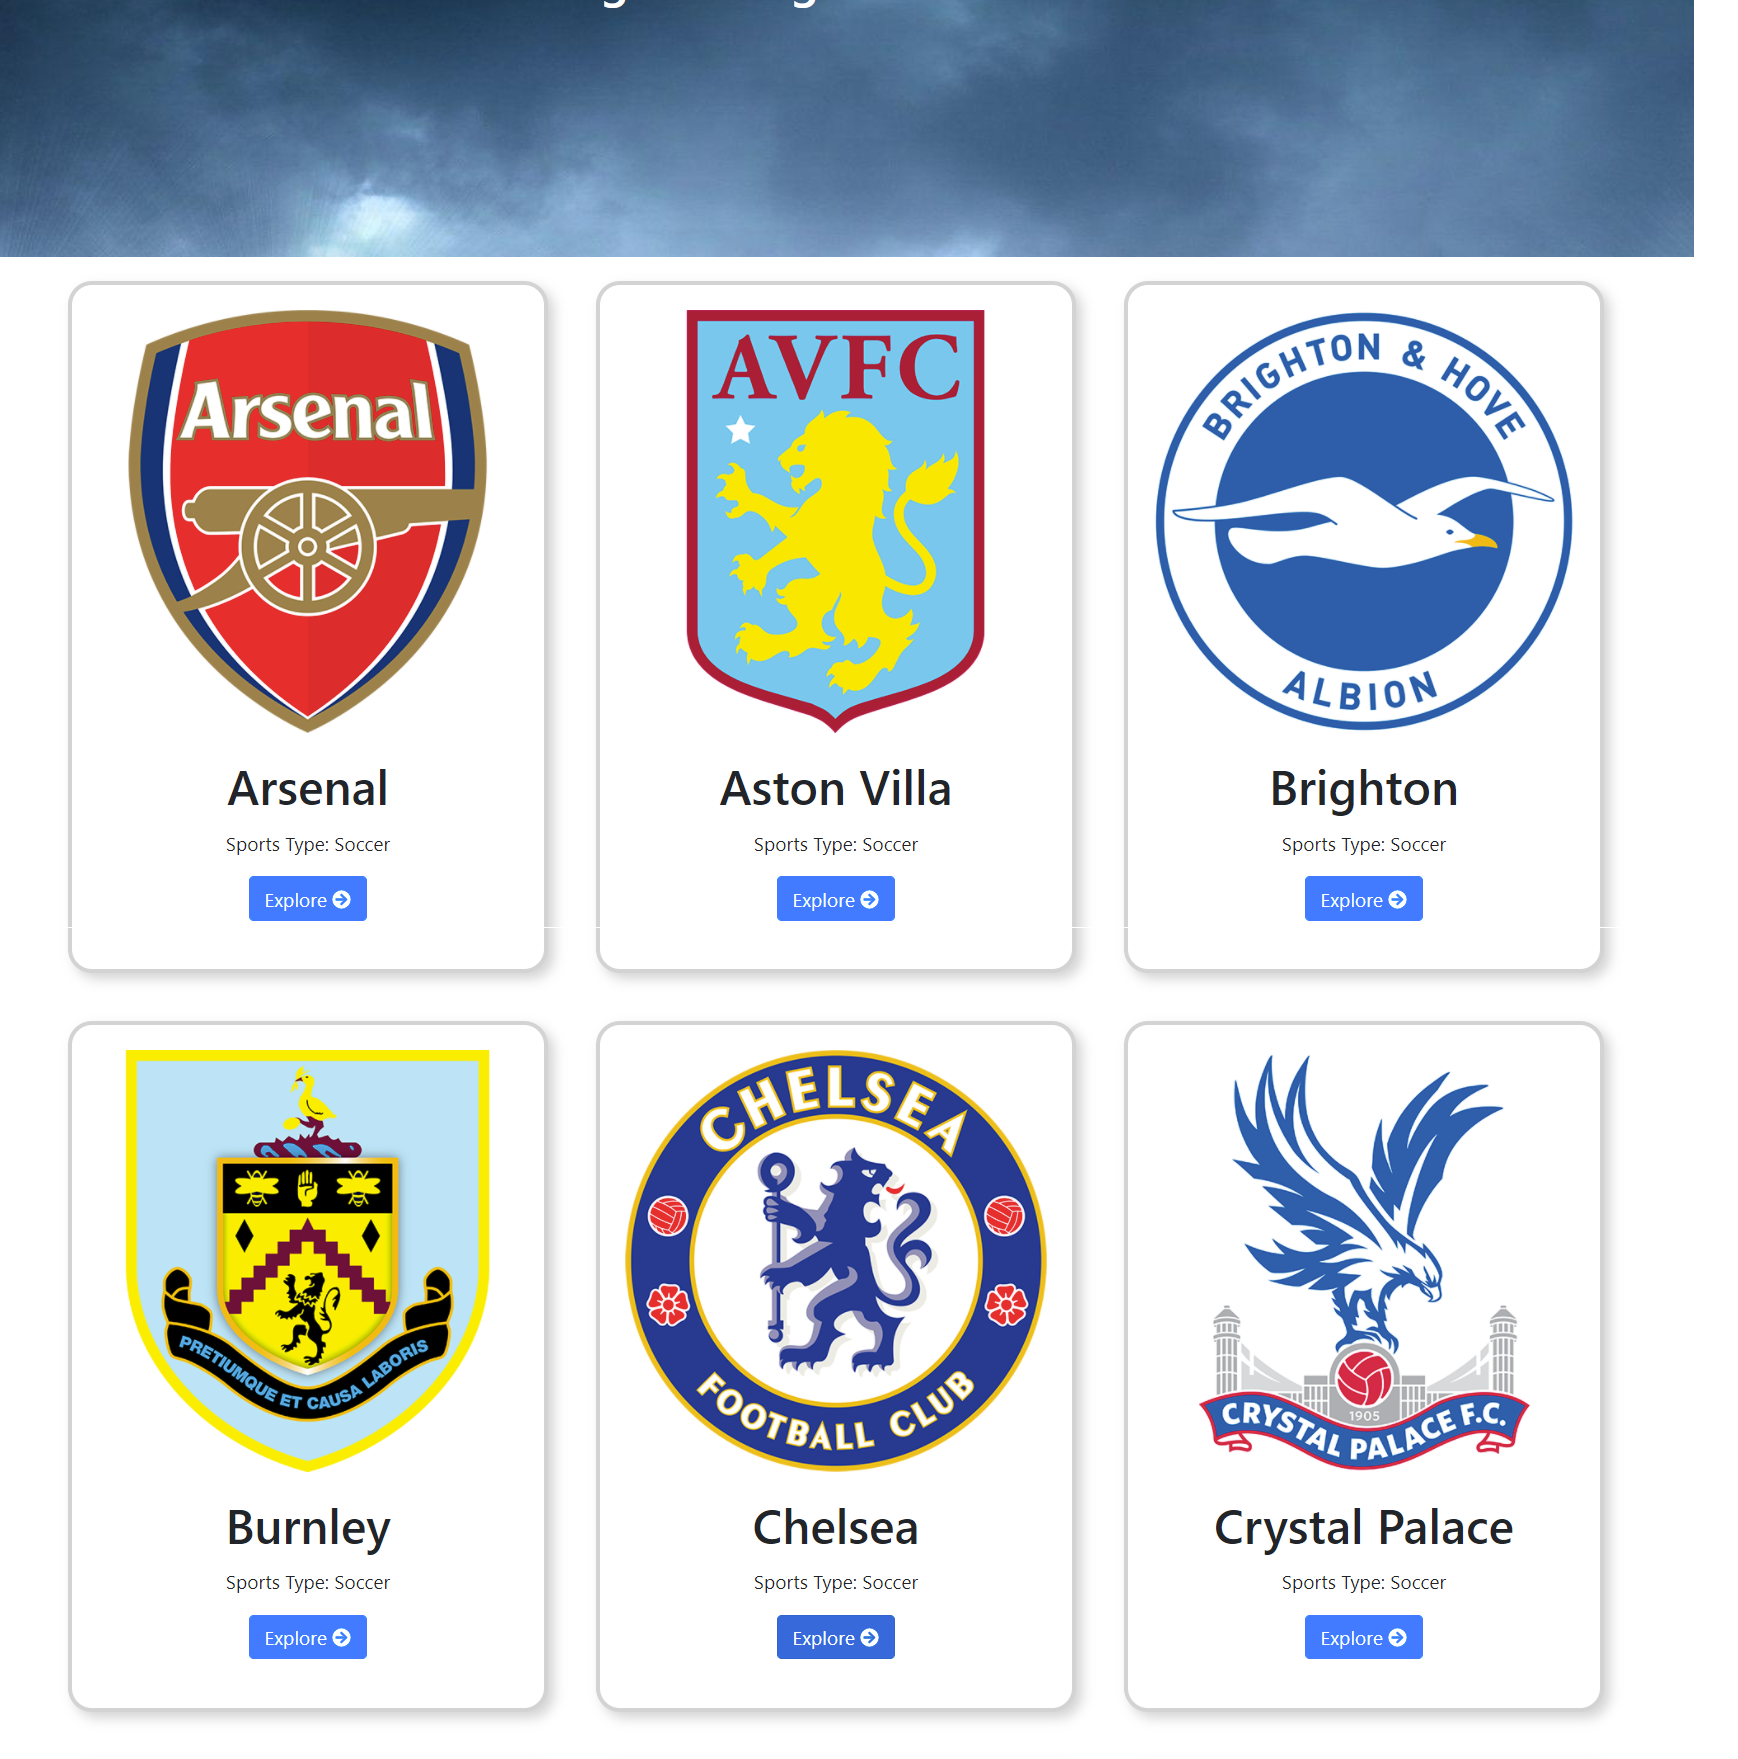 Arsenal
AVFC
BRIGHTON & HOVE
ALBION
Arsenal
Aston Villa
Brighton
Sports Type: Soccer
Sports Type: Soccer
Sports Type: Soccer
Explore
Explore
Explore
PRETIUMQUE ET CAUSA LABORIS
CHELSEA
FOOTBALL CLUB
1905
CRYSTAL PALACE F.C.
Burnley
Chelsea
Crystal Palace
Sports Type: Soccer
Sports Type: Soccer
Sports Type: Soccer
Explore
Explore
Explore